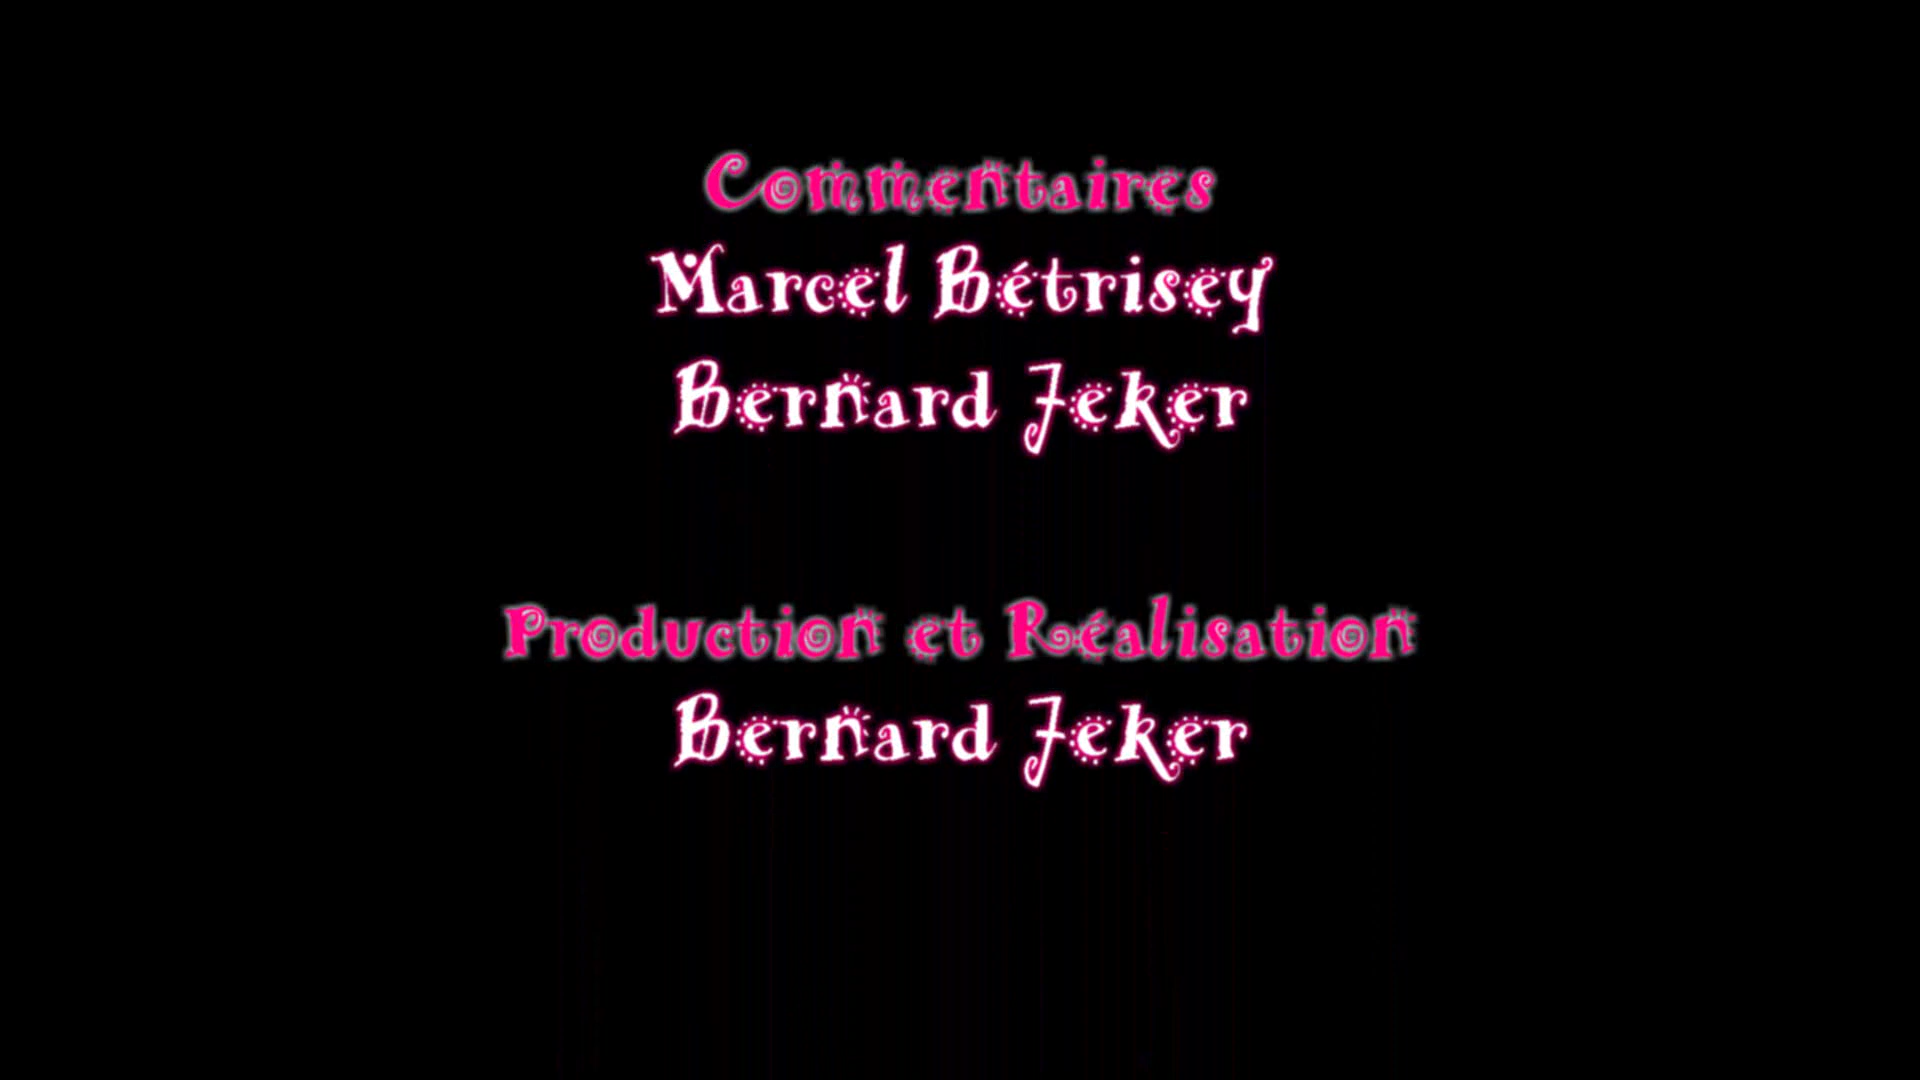 Commentaires
Marcel Bétrisey
Bernard Jeker
Production et Réalisation
Bernard Jeker